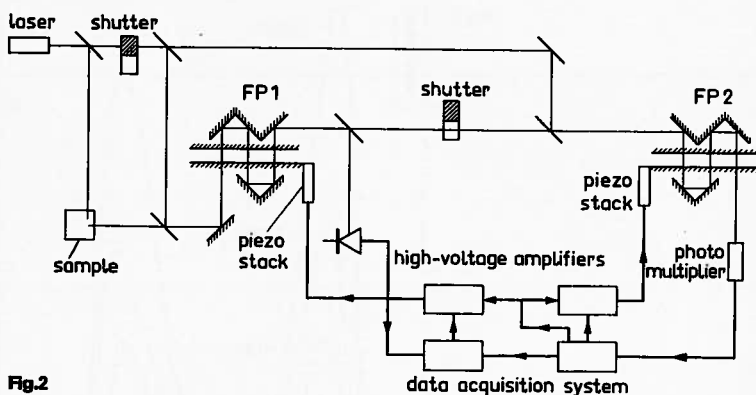 laser
shutter
FP1
shutter
FP2
sample
piezo
stack
piezo
stack
high-voltage amplifiers
photo
multiplier
data acquisition system
Fig.2